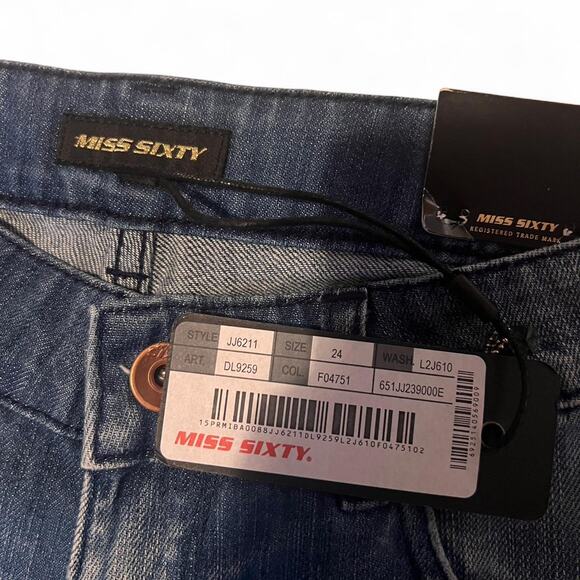 MISS SIXTY
MISS SIXTY
REGISTERED TRADE MARK
STYLE JJ6211 SIZE 24 WASH. L2J610
ART. DL9259 COL F04751 651JJ239000E
15PRMIBA0088JJ6211DL9259L2J610F0475102
MISS SIXTY®
6925140569009